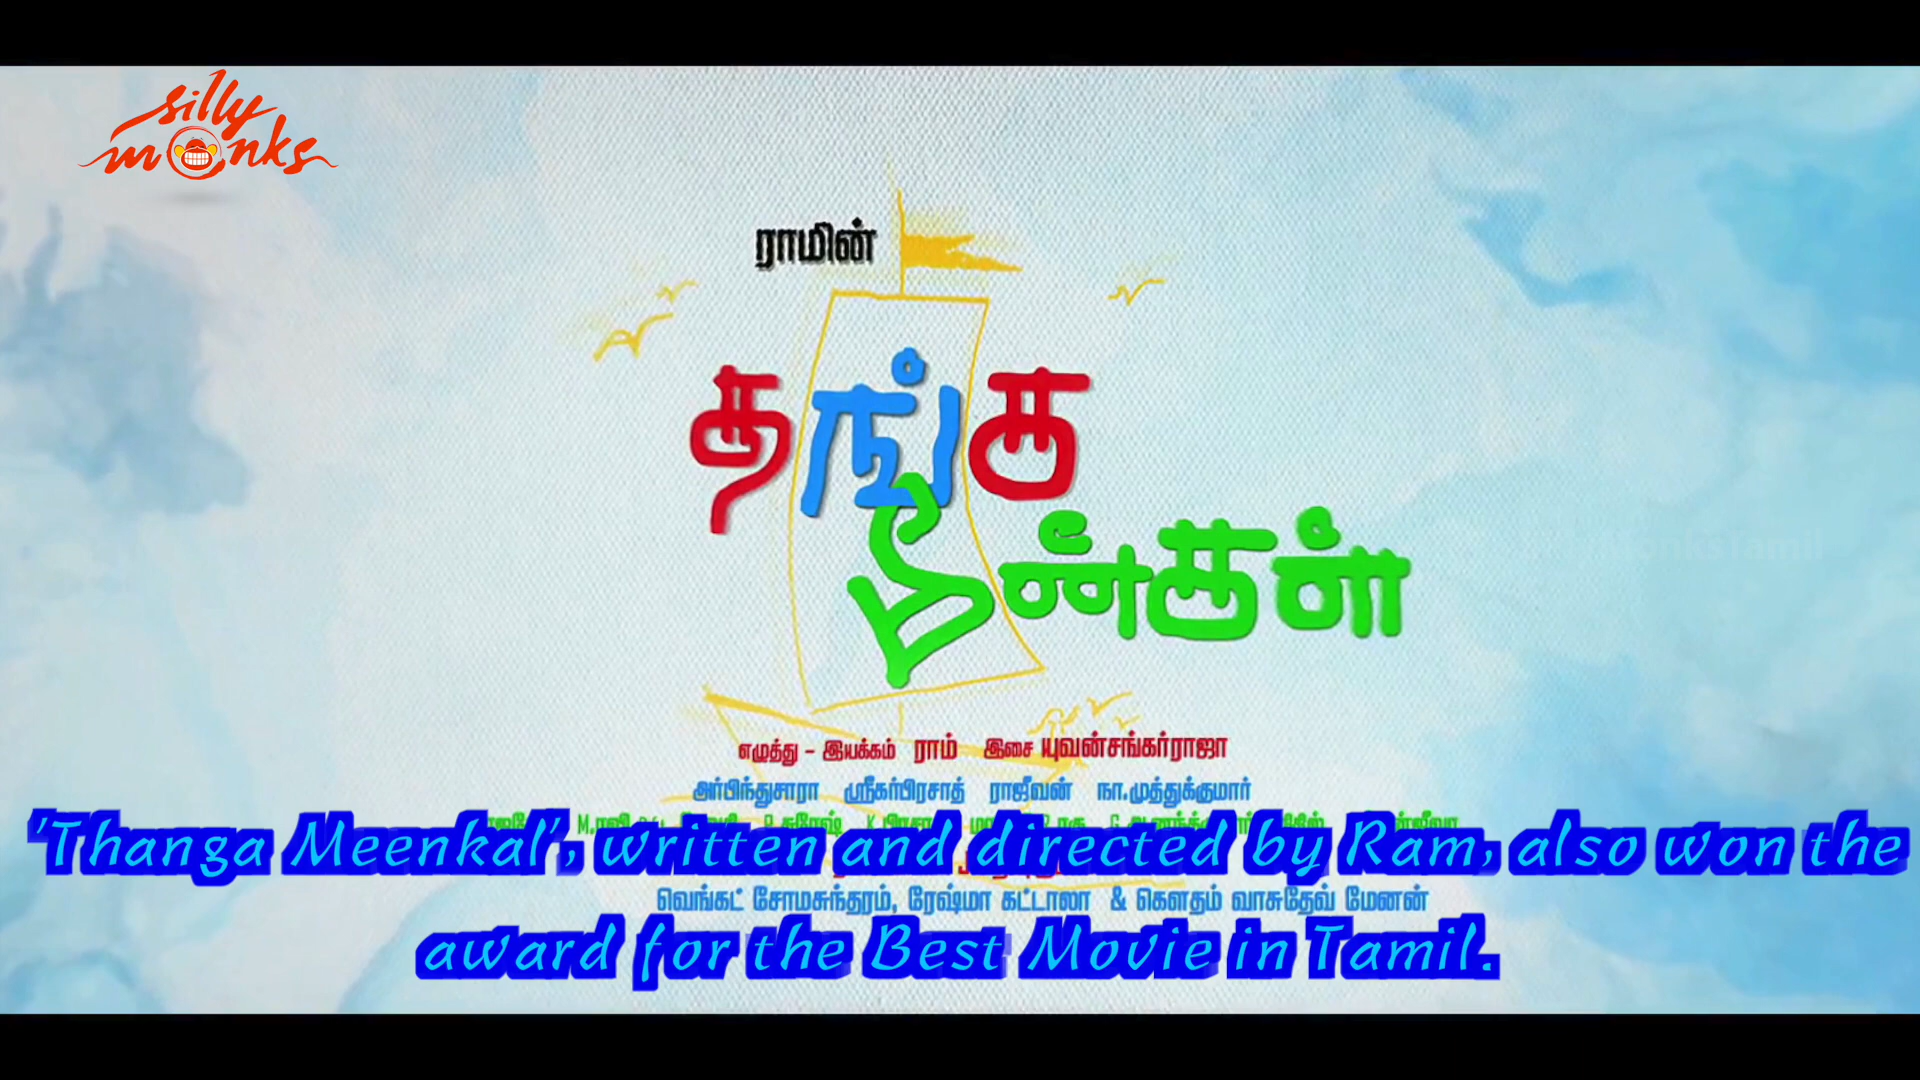 silly
monks
ராமின்
தங்க
மீன்கள்
எழுத்து - இயக்கம் ராம் இசை யுவன்சங்கர்ராஜா
அர்பிந்துசாரா ஸ்ரீகர்பிரசாத் ராஜீவன் நா.முத்துக்குமார்
'Thanga Meenkal', written and directed by Ram, also won the
வெங்கட் சோமசுந்தரம், ரேஷ்மா கட்டாலா & கௌதம் வாசுதேவ் மேனன்
award for the Best Movie in Tamil.